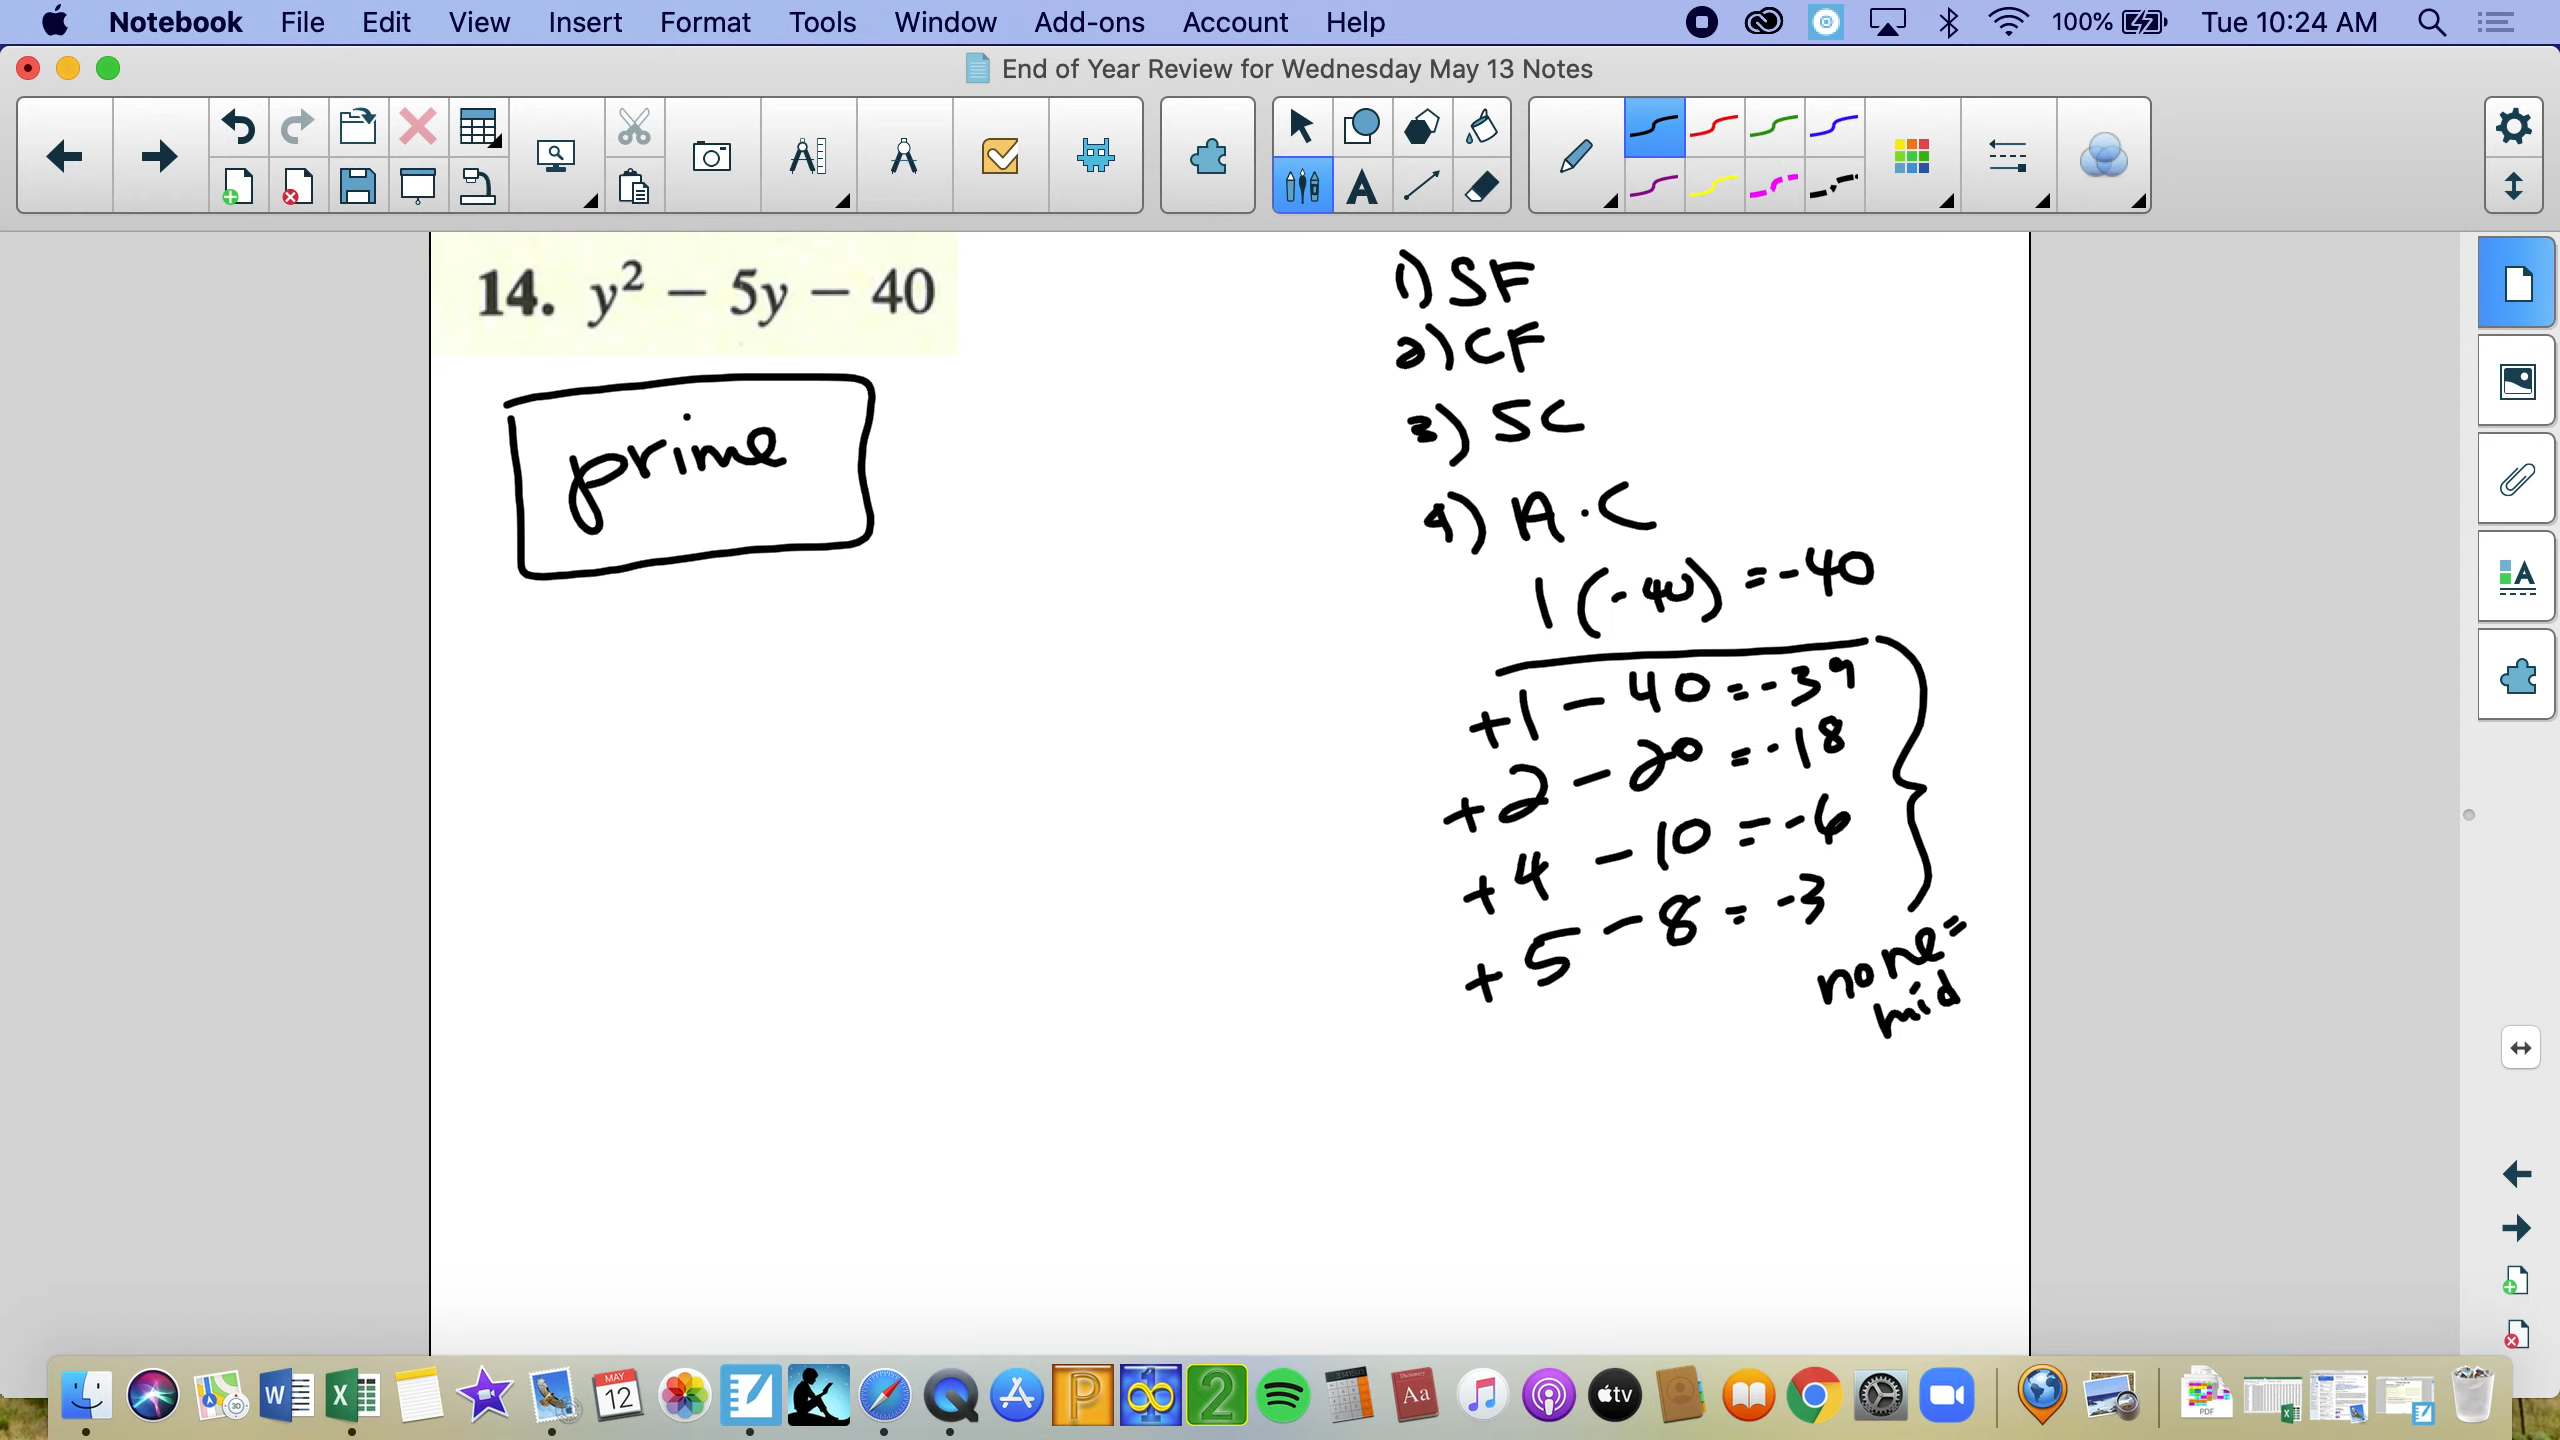 Notebook File Edit View Insert Format Tools Window Add-ons Account Help 100% Tue 10:24 AM
End of Year Review for Wednesday May 13 Notes
14. y² − 5y − 40
prime
1) SF
2) CF
3) SC
4) A·C
1(-40) = -40
+1 - 40 = -39
+2 - 20 = -18
+4 - 10 = -6
+5 - 8 = -3
none =
mid
MAY
12